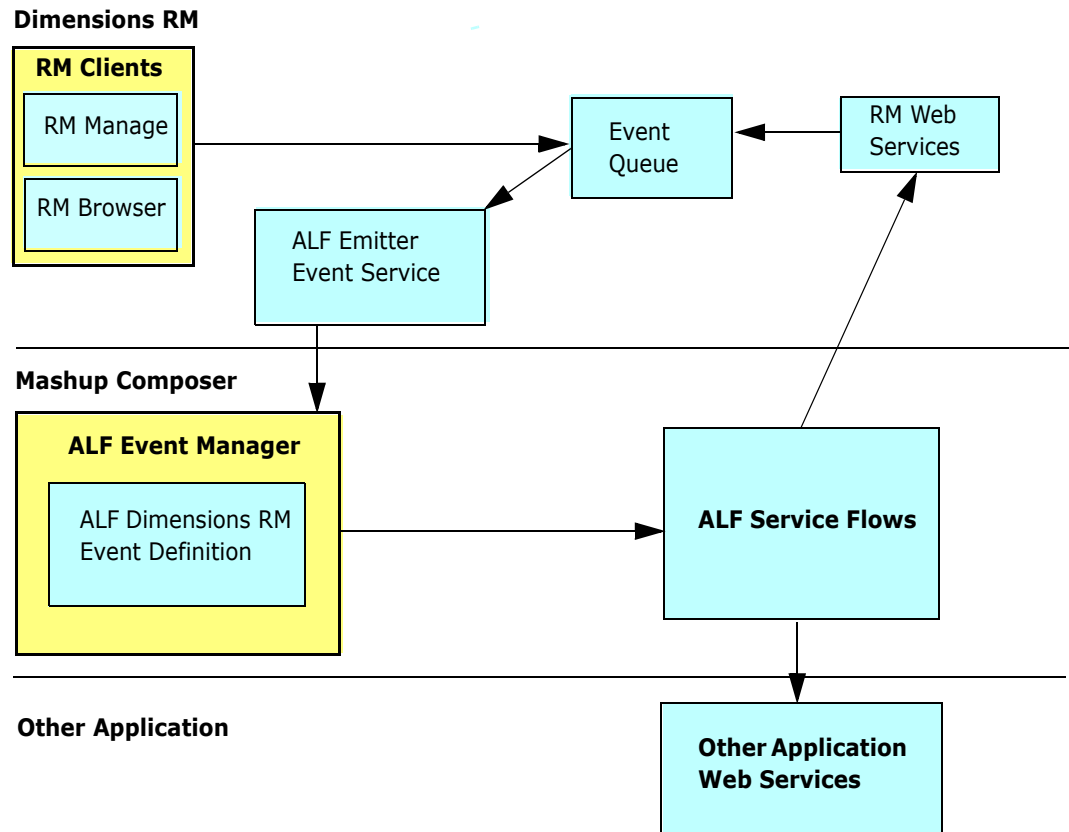 Dimensions RM
RM Clients
RM Manage
RM Browser
Event
Queue
RM Web
Services
ALF Emitter
Event Service
Mashup Composer
ALF Event Manager
ALF Dimensions RM
Event Definition
ALF Service Flows
Other Application
Other Application
Web Services